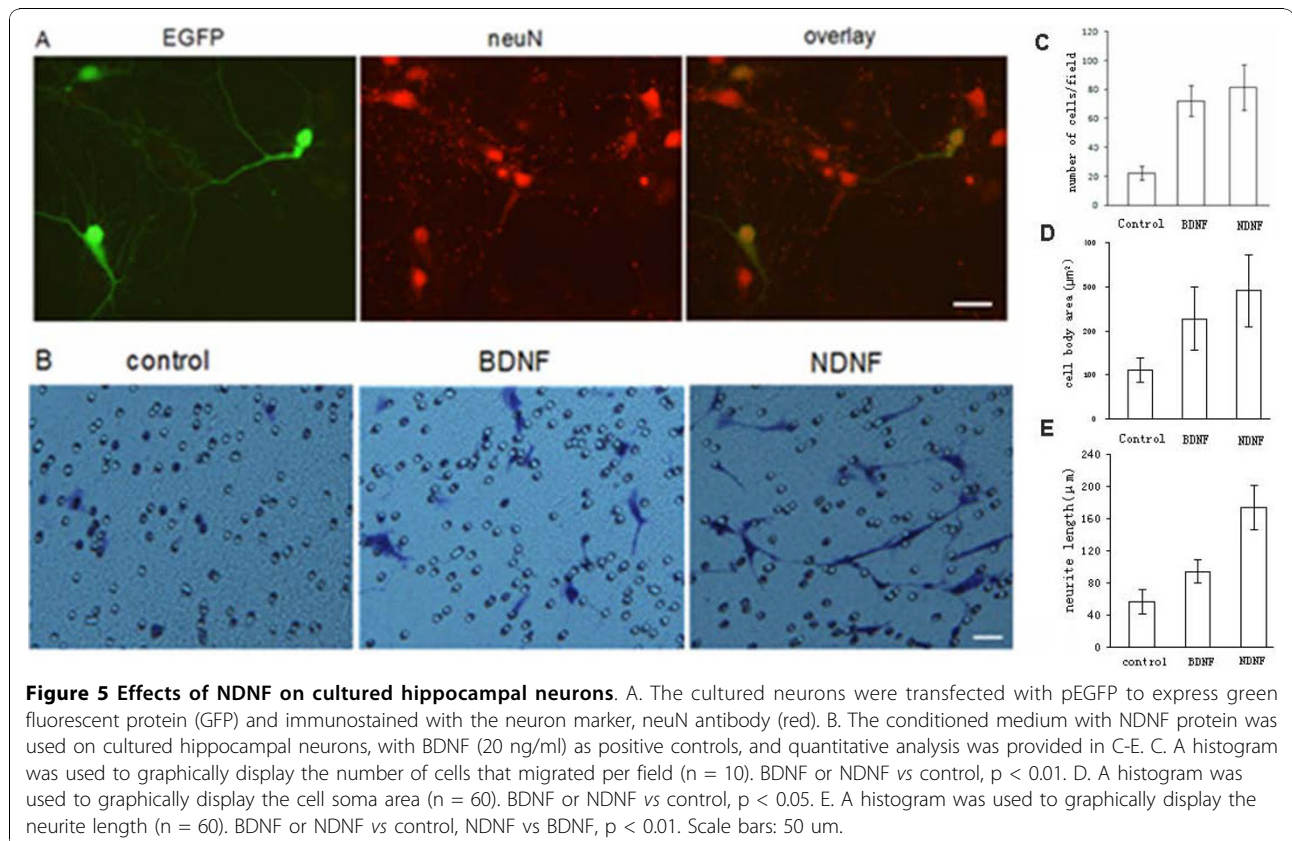 A
EGFP
neuN
overlay
B
control
BDNF
NDNF
C
number of cells/field
120
100
80
60
40
20
0
Control
BDNF
NDNF
D
cell body area (μm²)
500
200
100
0
Control
BDNF
NDNF
E
neurite length(μm)
240
200
160
120
80
40
0
control
BDNF
NDNF
Figure 5 Effects of NDNF on cultured hippocampal neurons. A. The cultured neurons were transfected with pEGFP to express green
fluorescent protein (GFP) and immunostained with the neuron marker, neuN antibody (red). B. The conditioned medium with NDNF protein was
used on cultured hippocampal neurons, with BDNF (20 ng/ml) as positive controls, and quantitative analysis was provided in C-E. C. A histogram
was used to graphically display the number of cells that migrated per field (n = 10). BDNF or NDNF vs control, p < 0.01. D. A histogram was
used to graphically display the cell soma area (n = 60). BDNF or NDNF vs control, p < 0.05. E. A histogram was used to graphically display the
neurite length (n = 60). BDNF or NDNF vs control, NDNF vs BDNF, p < 0.01. Scale bars: 50 um.